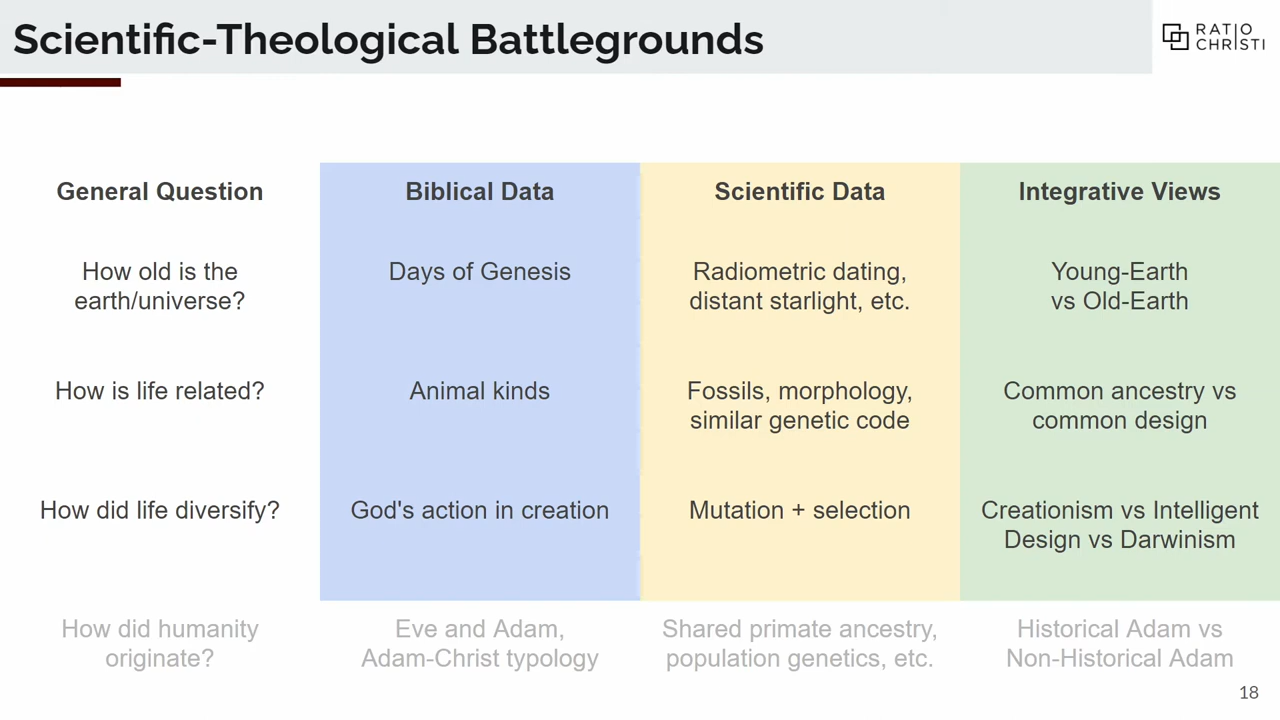 Scientific-Theological Battlegrounds
RATIO
CHRISTI
General Question
Biblical Data
Scientific Data
Integrative Views
How old is the
earth/universe?
Days of Genesis
Radiometric dating,
distant starlight, etc.
Young-Earth
vs Old-Earth
How is life related?
Animal kinds
Fossils, morphology,
similar genetic code
Common ancestry vs
common design
How did life diversify?
God's action in creation
Mutation + selection
Creationism vs Intelligent
Design vs Darwinism
How did humanity
originate?
Eve and Adam,
Adam-Christ typology
Shared primate ancestry,
population genetics, etc.
Historical Adam vs
Non-Historical Adam
18